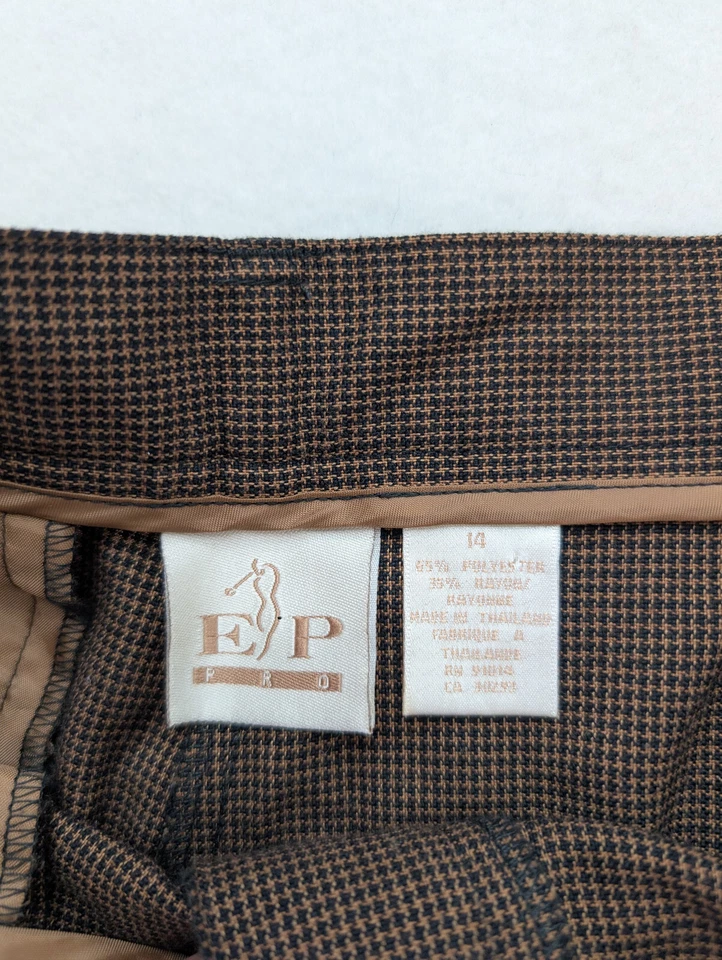 EP
PRO
14
65% POLYESTER
35% RAYON/
RAYONNE
MADE IN THAILAND
FABRIQUE A
THAILANDE
RN
CA